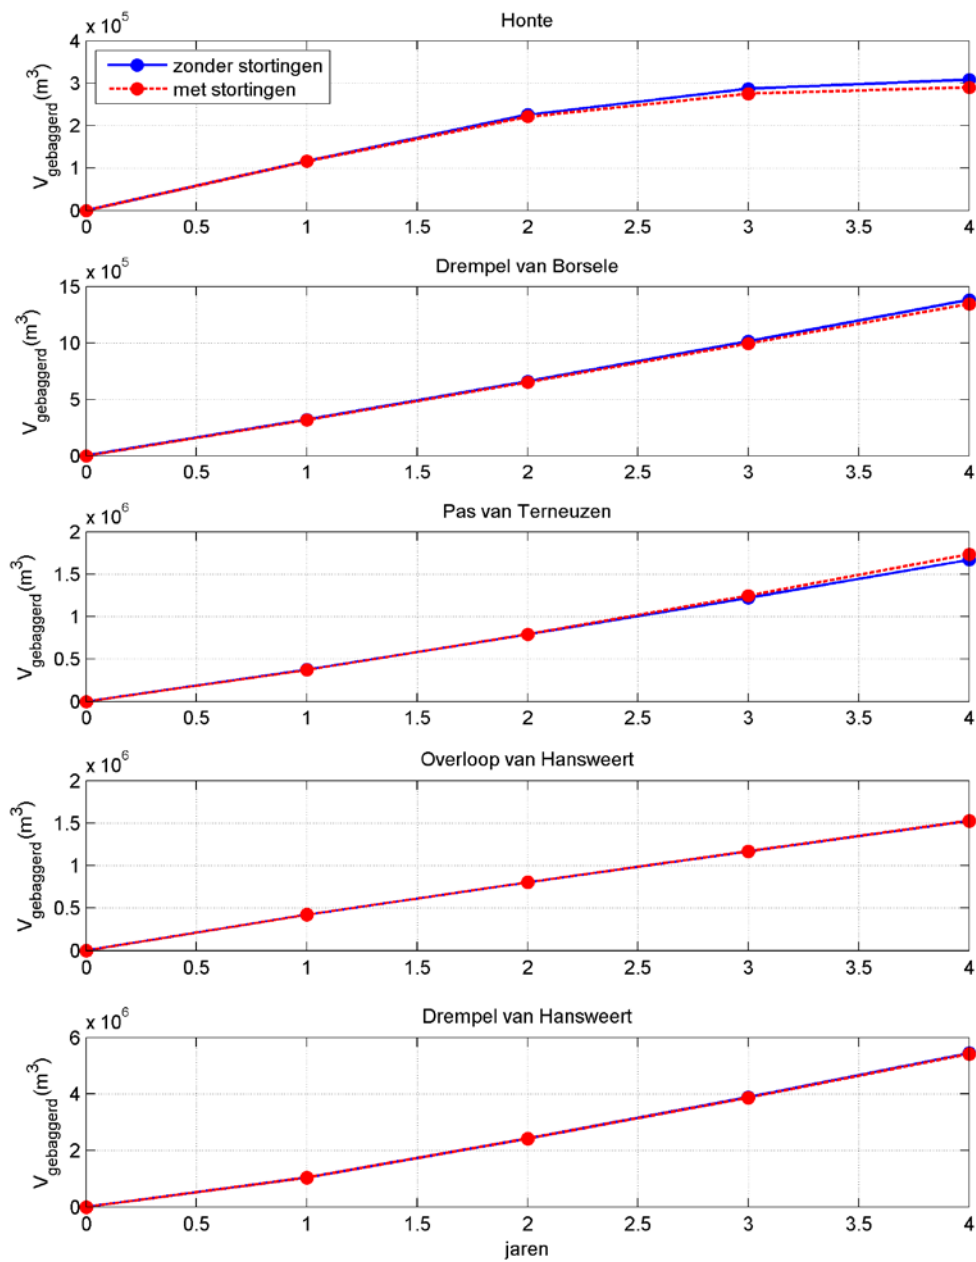 Honte
x 10^5
V_gebaggerd (m^3)
4
3
2
1
0
zonder stortingen
met stortingen
0 0.5 1 1.5 2 2.5 3 3.5 4
Drempel van Borsele
x 10^5
V_gebaggerd (m^3)
15
10
5
0
0 0.5 1 1.5 2 2.5 3 3.5 4
Pas van Terneuzen
x 10^6
V_gebaggerd (m^3)
2
1.5
1
0.5
0
0 0.5 1 1.5 2 2.5 3 3.5 4
Overloop van Hansweert
x 10^6
V_gebaggerd (m^3)
2
1.5
1
0.5
0
0 0.5 1 1.5 2 2.5 3 3.5 4
Drempel van Hansweert
x 10^6
V_gebaggerd (m^3)
6
4
2
0
0 0.5 1 1.5 2 2.5 3 3.5 4
jaren